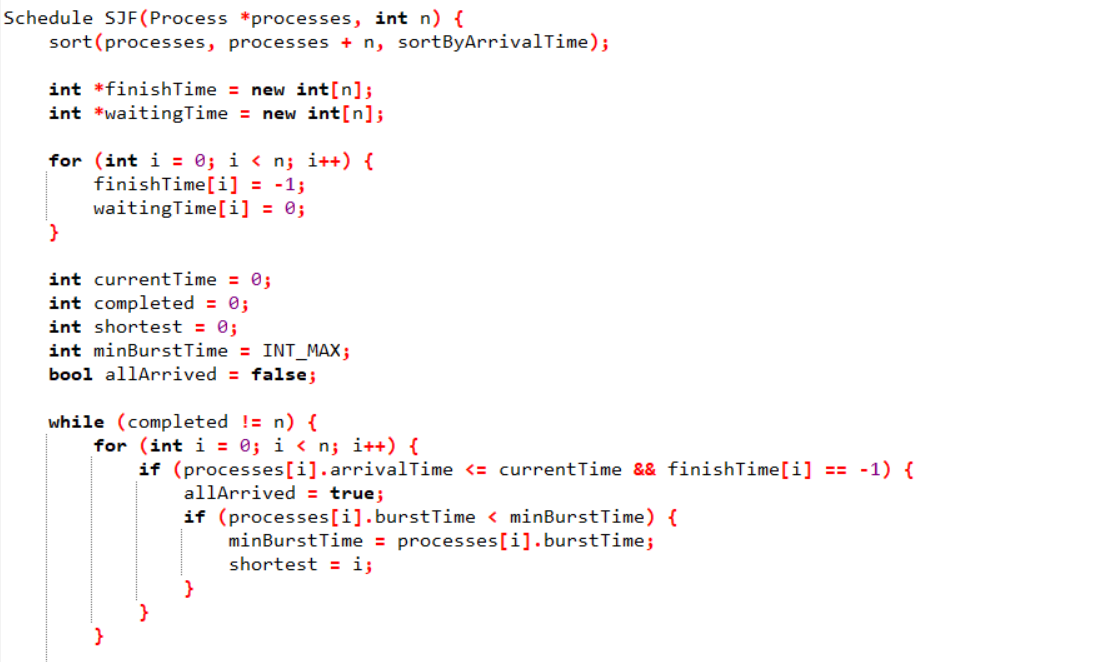 Schedule SJF(Process *processes, int n) {
    sort(processes, processes + n, sortByArrivalTime);

    int *finishTime = new int[n];
    int *waitingTime = new int[n];

    for (int i = 0; i < n; i++) {
        finishTime[i] = -1;
        waitingTime[i] = 0;
    }

    int currentTime = 0;
    int completed = 0;
    int shortest = 0;
    int minBurstTime = INT_MAX;
    bool allArrived = false;

    while (completed != n) {
        for (int i = 0; i < n; i++) {
            if (processes[i].arrivalTime <= currentTime && finishTime[i] == -1) {
                allArrived = true;
                if (processes[i].burstTime < minBurstTime) {
                    minBurstTime = processes[i].burstTime;
                    shortest = i;
                }
            }
        }